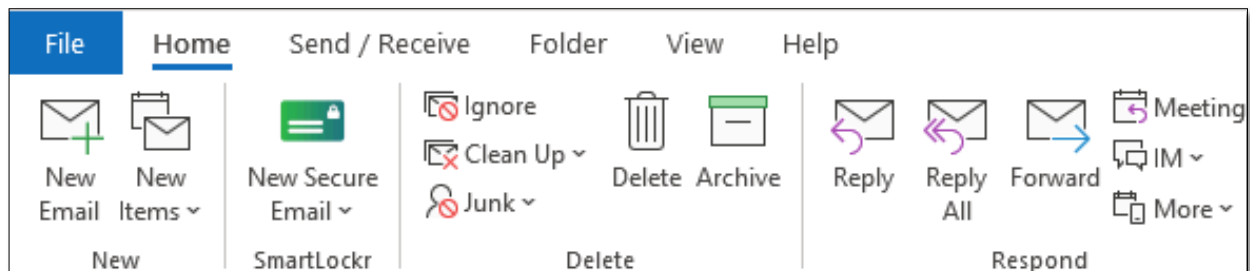 File Home Send / Receive Folder View Help
New Email
New Items
New Secure Email
Ignore
Clean Up
Junk
Delete
Archive
Reply
Reply All
Forward
Meeting
IM
More
New SmartLockr Delete Respond